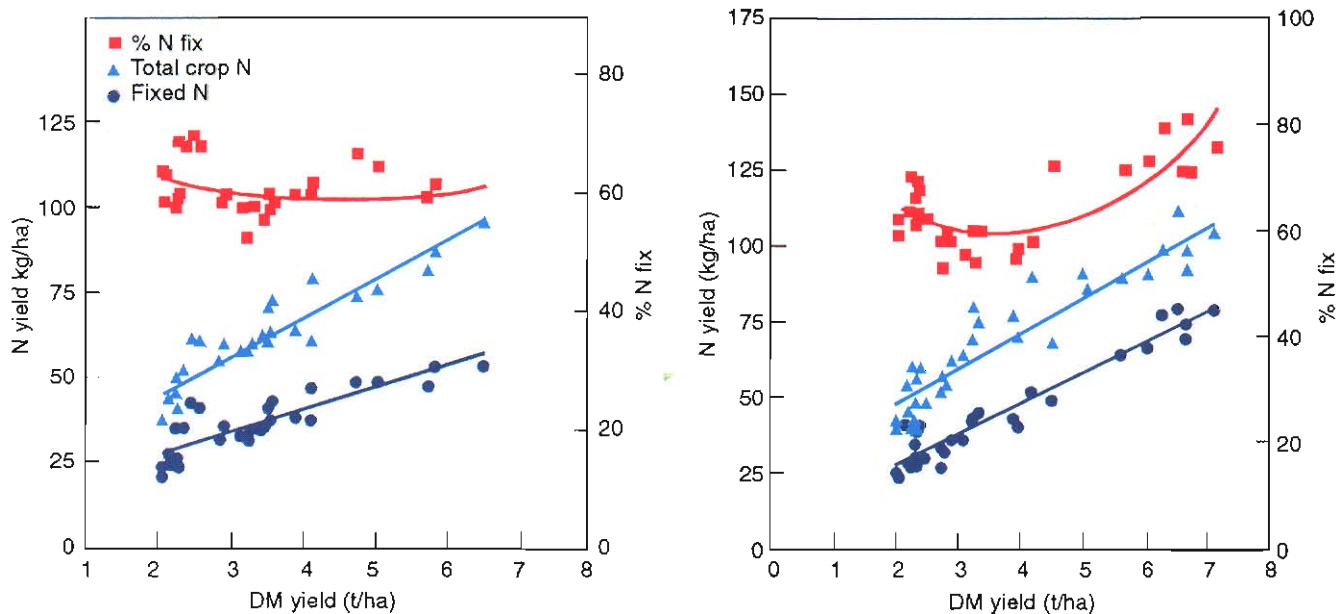 % N fix
Total crop N
Fixed N
N yield kg/ha
125
100
75
50
25
0
80
60
40
20
0
% N fix
1 2 3 4 5 6 7 8
DM yield (t/ha)
N yield (kg/ha)
175
150
125
100
75
50
25
0
100
80
60
40
20
0
% N fix
0 1 2 3 4 5 6 7 8
DM yield (t/ha)